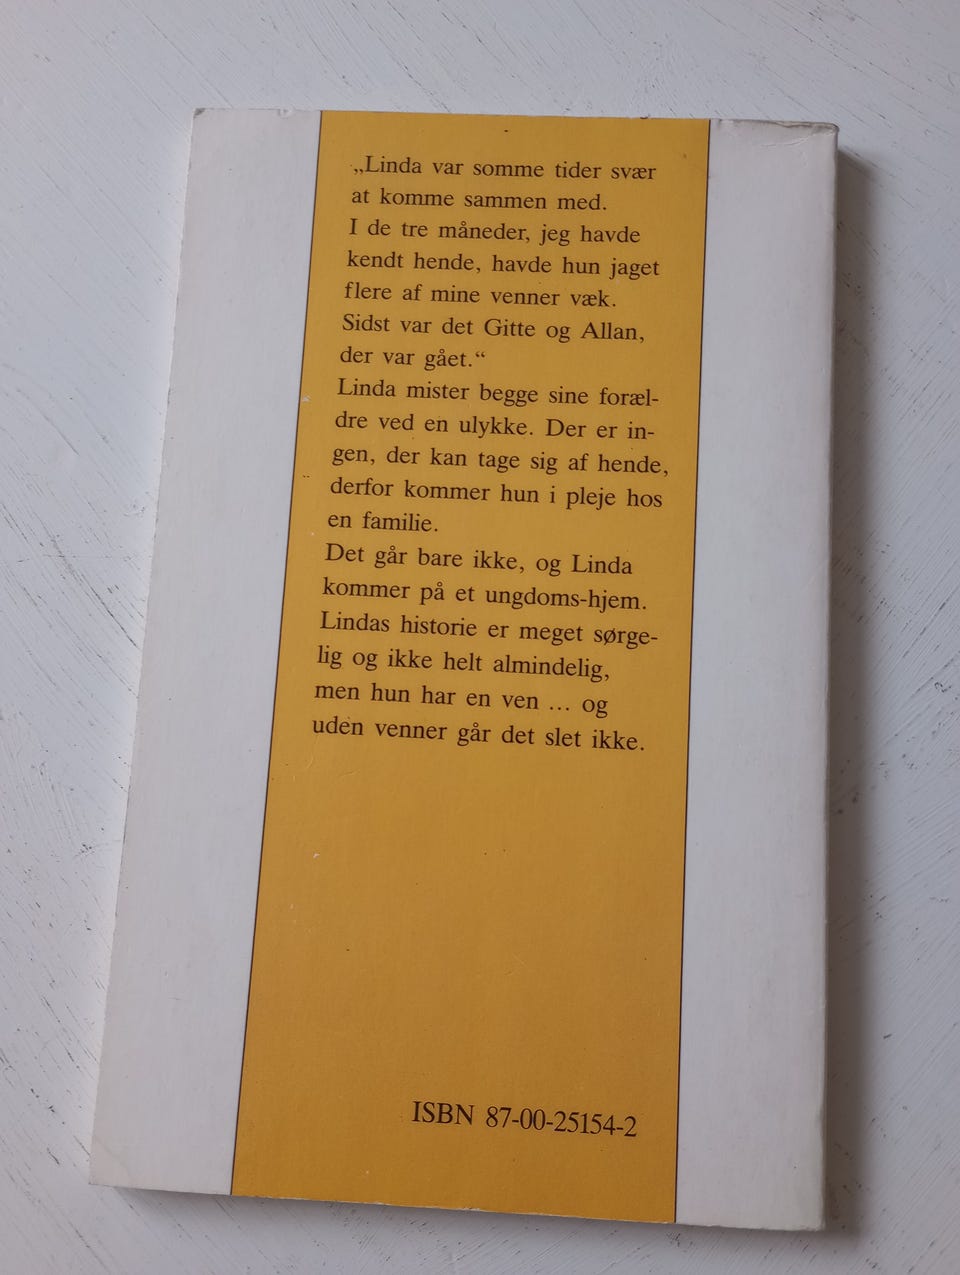 „Linda var somme tider svær
at komme sammen med.
I de tre måneder, jeg havde
kendt hende, havde hun jaget
flere af mine venner væk.
Sidst var det Gitte og Allan,
der var gået.“
Linda mister begge sine foræl-
dre ved en ulykke. Der er in-
gen, der kan tage sig af hende,
derfor kommer hun i pleje hos
en familie.
Det går bare ikke, og Linda
kommer på et ungdoms-hjem.
Lindas historie er meget sørge-
lig og ikke helt almindelig,
men hun har en ven ... og
uden venner går det slet ikke.
ISBN 87-00-25154-2